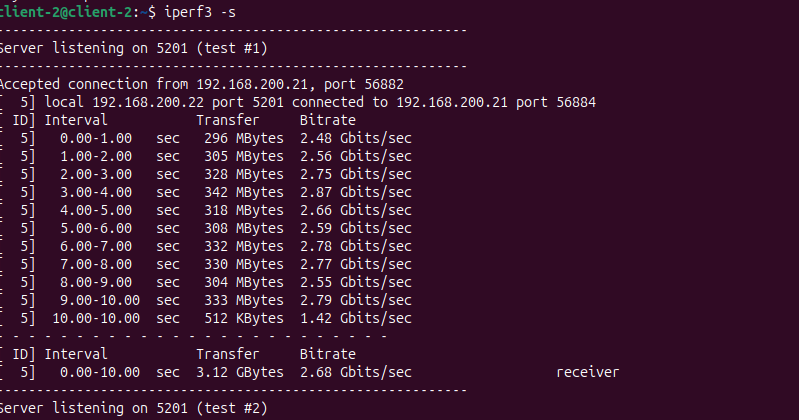 client-2@client-2:~$ iperf3 -s
-----------------------------------------------------------
Server listening on 5201 (test #1)
-----------------------------------------------------------
Accepted connection from 192.168.200.21, port 56882
[  5] local 192.168.200.22 port 5201 connected to 192.168.200.21 port 56884
[ ID] Interval           Transfer     Bitrate
[  5]   0.00-1.00   sec   296 MBytes  2.48 Gbits/sec
[  5]   1.00-2.00   sec   305 MBytes  2.56 Gbits/sec
[  5]   2.00-3.00   sec   328 MBytes  2.75 Gbits/sec
[  5]   3.00-4.00   sec   342 MBytes  2.87 Gbits/sec
[  5]   4.00-5.00   sec   318 MBytes  2.66 Gbits/sec
[  5]   5.00-6.00   sec   308 MBytes  2.59 Gbits/sec
[  5]   6.00-7.00   sec   332 MBytes  2.78 Gbits/sec
[  5]   7.00-8.00   sec   330 MBytes  2.77 Gbits/sec
[  5]   8.00-9.00   sec   304 MBytes  2.55 Gbits/sec
[  5]   9.00-10.00  sec   333 MBytes  2.79 Gbits/sec
[  5]  10.00-10.00  sec   512 KBytes  1.42 Gbits/sec
- - - - - - - - - - - - - - - - - - - - - - - - -
[ ID] Interval           Transfer     Bitrate
[  5]   0.00-10.00  sec  3.12 GBytes  2.68 Gbits/sec                  receiver
-----------------------------------------------------------
Server listening on 5201 (test #2)